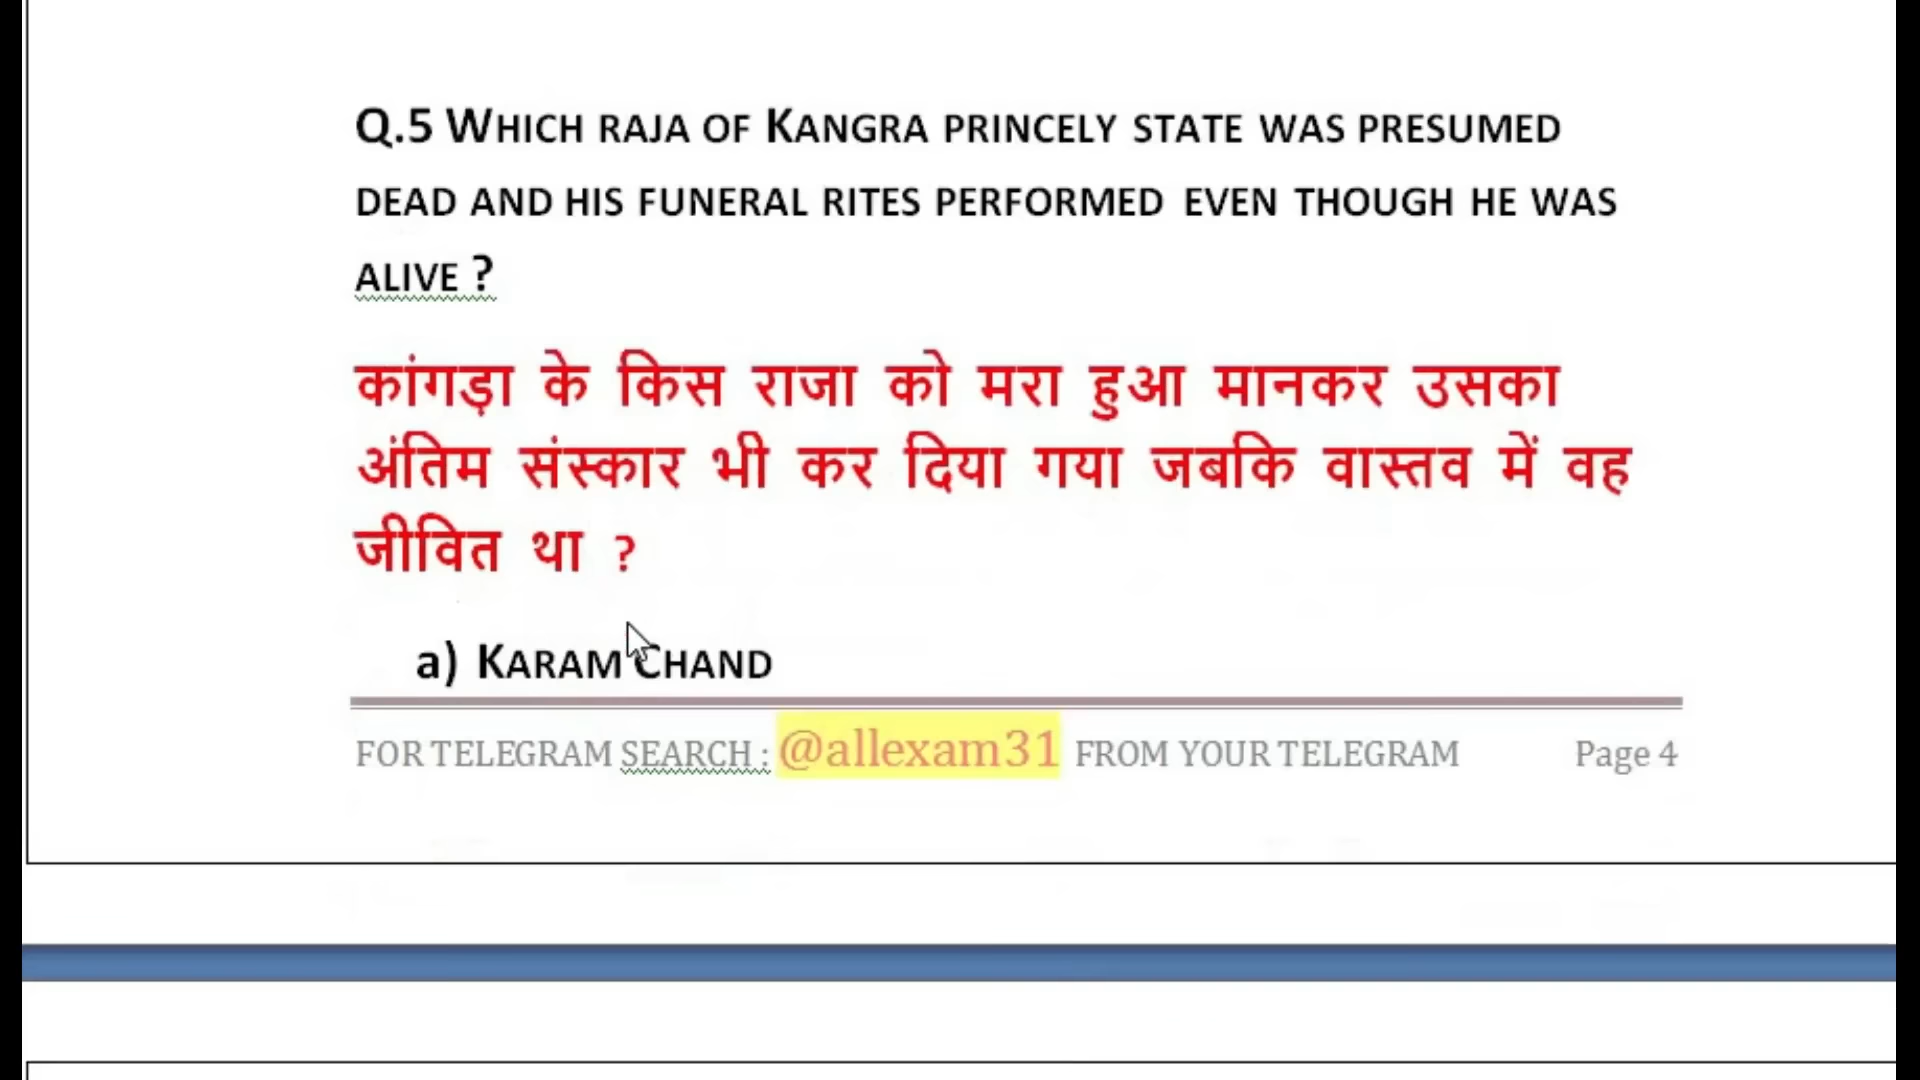 Q.5 WHICH RAJA OF KANGRA PRINCELY STATE WAS PRESUMED
DEAD AND HIS FUNERAL RITES PERFORMED EVEN THOUGH HE WAS
ALIVE ?
कांगड़ा के किस राजा को मरा हुआ मानकर उसका
अंतिम संस्कार भी कर दिया गया जबकि वास्तव में वह
जीवित था ?
a) KARAM CHAND
FOR TELEGRAM SEARCH : @allexam31 FROM YOUR TELEGRAM Page 4